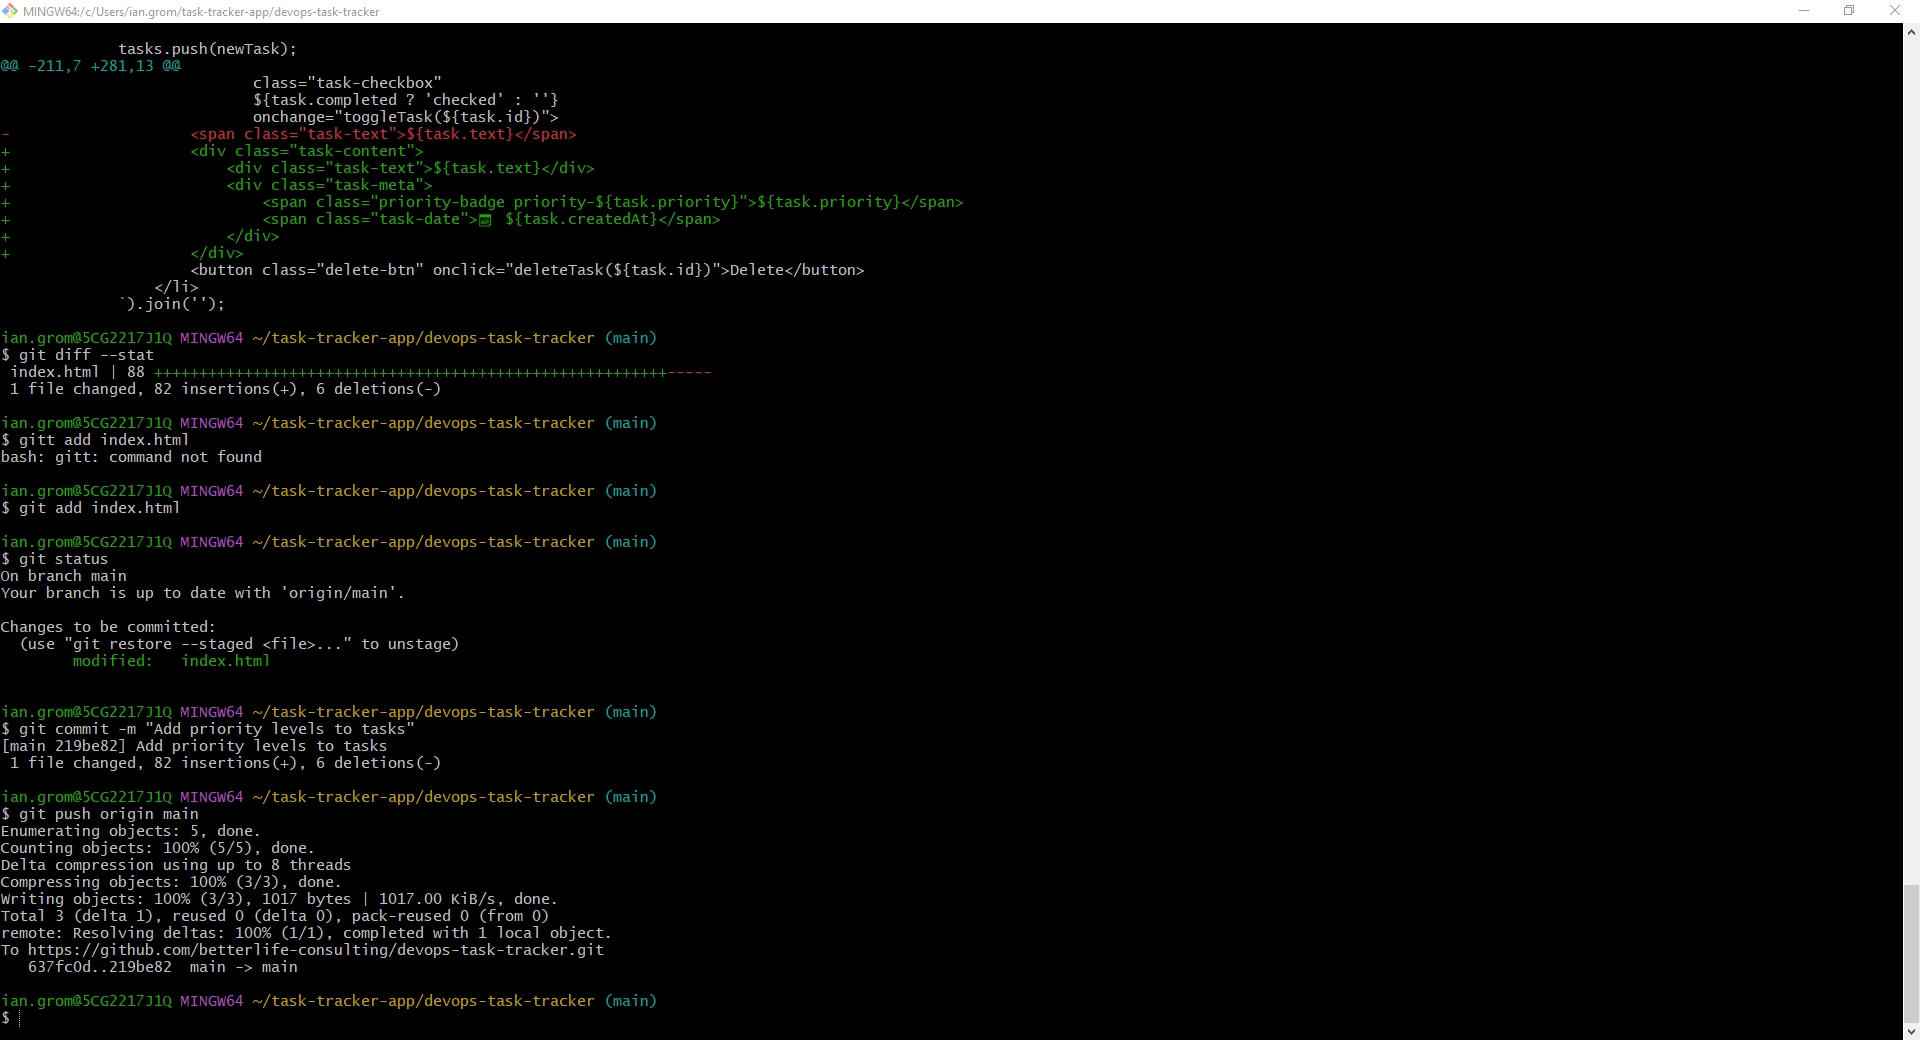 MINGW64:/c/Users/ian.grom/task-tracker-app/devops-task-tracker
            tasks.push(newTask);
@@ -211,7 +281,13 @@
                            class="task-checkbox"
                            ${task.completed ? 'checked' : ''}
                            onchange="toggleTask(${task.id})">
-                    <span class="task-text">${task.text}</span>
+                    <div class="task-content">
+                        <div class="task-text">${task.text}</div>
+                        <div class="task-meta">
+                            <span class="priority-badge priority-${task.priority}">${task.priority}</span>
+                            <span class="task-date">📅 ${task.createdAt}</span>
+                        </div>
+                    </div>
                     <button class="delete-btn" onclick="deleteTask(${task.id})">Delete</button>
                 </li>
             `).join('');
ian.grom@5CG2217J1Q MINGW64 ~/task-tracker-app/devops-task-tracker (main)
$ git diff --stat
 index.html | 88 +++++++++++++++++++++++++++++++++++++++++++++++++++++++++-----
 1 file changed, 82 insertions(+), 6 deletions(-)
ian.grom@5CG2217J1Q MINGW64 ~/task-tracker-app/devops-task-tracker (main)
$ gitt add index.html
bash: gitt: command not found
ian.grom@5CG2217J1Q MINGW64 ~/task-tracker-app/devops-task-tracker (main)
$ git add index.html
ian.grom@5CG2217J1Q MINGW64 ~/task-tracker-app/devops-task-tracker (main)
$ git status
On branch main
Your branch is up to date with 'origin/main'.
Changes to be committed:
  (use "git restore --staged <file>..." to unstage)
        modified:   index.html
ian.grom@5CG2217J1Q MINGW64 ~/task-tracker-app/devops-task-tracker (main)
$ git commit -m "Add priority levels to tasks"
[main 219be82] Add priority levels to tasks
 1 file changed, 82 insertions(+), 6 deletions(-)
ian.grom@5CG2217J1Q MINGW64 ~/task-tracker-app/devops-task-tracker (main)
$ git push origin main
Enumerating objects: 5, done.
Counting objects: 100% (5/5), done.
Delta compression using up to 8 threads
Compressing objects: 100% (3/3), done.
Writing objects: 100% (3/3), 1017 bytes | 1017.00 KiB/s, done.
Total 3 (delta 1), reused 0 (delta 0), pack-reused 0 (from 0)
remote: Resolving deltas: 100% (1/1), completed with 1 local object.
To https://github.com/betterlife-consulting/devops-task-tracker.git
   637fc0d..219be82  main -> main
ian.grom@5CG2217J1Q MINGW64 ~/task-tracker-app/devops-task-tracker (main)
$